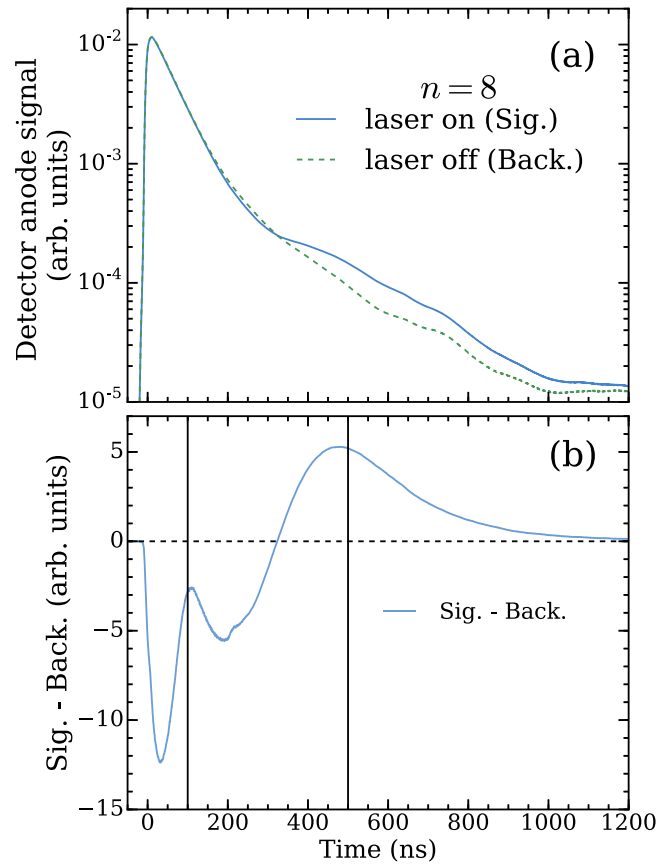 (a)
n = 8
laser on (Sig.)
laser off (Back.)
Detector anode signal
(arb. units)
10⁻²
10⁻³
10⁻⁴
10⁻⁵
(b)
Sig. - Back.
Sig. - Back. (arb. units)
5
0
−5
−10
−15
0 200 400 600 800 1000 1200
Time (ns)